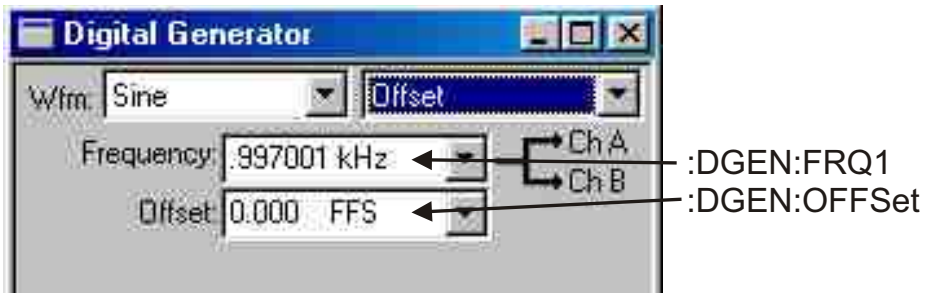 Digital Generator
Wfm: Sine Offset
Frequency: .997001 kHz Ch A
Ch B
:DGEN:FRQ1
Offset: 0.000 FFS
:DGEN:OFFSet